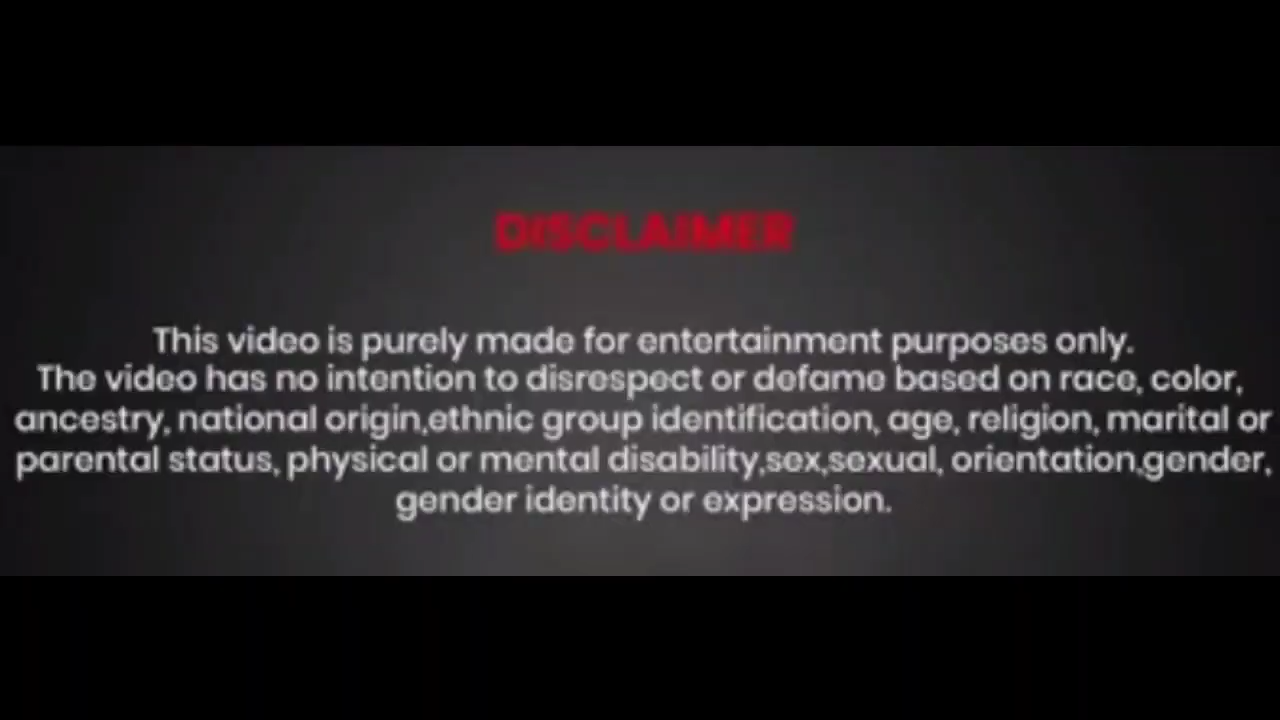 DISCLAIMER
This video is purely made for entertainment purposes only.
The video has no intention to disrespect or defame based on race, color,
ancestry, national origin,ethnic group identification, age, religion, marital or
parental status, physical or mental disability,sex,sexual, orientation,gender,
gender identity or expression.